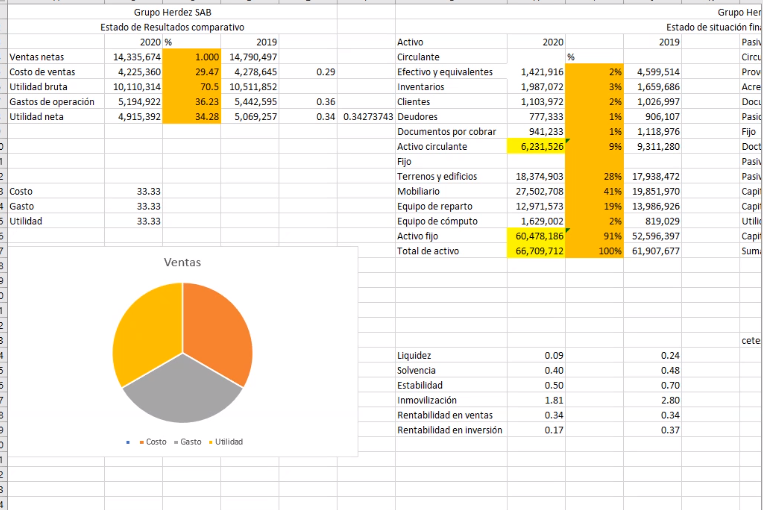 Grupo Herdez SAB Grupo Her
Estado de Resultados comparativo Estado de situación fin
2020 % 2019 Activo 2020 2019 Pasiv
Ventas netas 14,335,674 1.000 14,790,497 Circulante % Circu
Costo de ventas 4,225,360 29.47 4,278,645 0.29 Efectivo y equivalentes 1,421,916 2% 4,599,514 Prov
Utilidad bruta 10,110,314 70.5 10,511,852 Inventarios 1,987,072 3% 1,659,686 Acre
Gastos de operación 5,194,922 36.23 5,442,595 0.36 Clientes 1,103,972 2% 1,026,997 Docu
Utilidad neta 4,915,392 34.28 5,069,257 0.34 0.34273743 Deudores 777,333 1% 906,107 Pasic
Documentos por cobrar 941,233 1% 1,118,976 Fijo
Activo circulante 6,231,526 9% 9,311,280 Doct
Fijo Pasiv
Terrenos y edificios 18,374,903 28% 17,938,472 Pasiv
Costo 33.33 Mobiliario 27,502,708 41% 19,851,970 Capit
Gasto 33.33 Equipo de reparto 12,971,573 19% 13,986,926 Capit
Utilidad 33.33 Equipo de cómputo 1,629,002 2% 819,029 Utilic
Activo fijo 60,478,186 91% 52,596,397 Capit
Total de activo 66,709,712 100% 61,907,677 Suma
Ventas
cete
Liquidez 0.09 0.24
Solvencia 0.40 0.48
Estabilidad 0.50 0.70
Inmovilización 1.81 2.80
Rentabilidad en ventas 0.34 0.34
Rentabilidad en inversión 0.17 0.37
Costo Gasto Utilidad